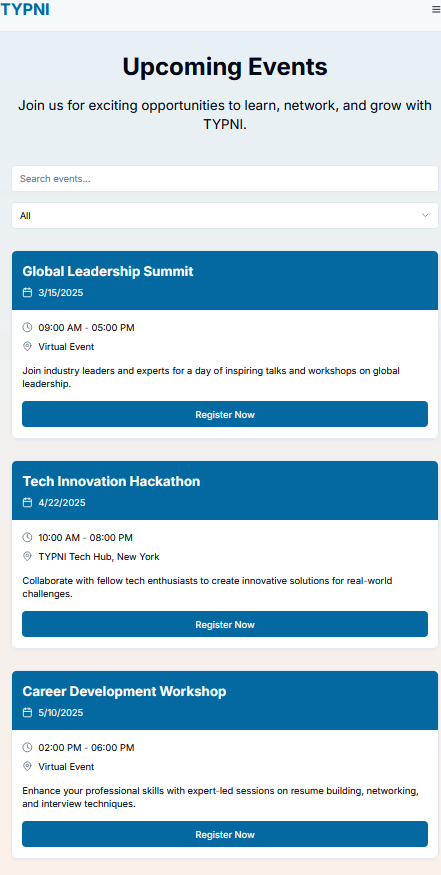 TYPNI
Upcoming Events
Join us for exciting opportunities to learn, network, and grow with
TYPNI.
Search events...
All
Global Leadership Summit
3/15/2025
09:00 AM - 05:00 PM
Virtual Event
Join industry leaders and experts for a day of inspiring talks and workshops on global
leadership.
Register Now
Tech Innovation Hackathon
4/22/2025
10:00 AM - 08:00 PM
TYPNI Tech Hub, New York
Collaborate with fellow tech enthusiasts to create innovative solutions for real-world
challenges.
Register Now
Career Development Workshop
5/10/2025
02:00 PM - 06:00 PM
Virtual Event
Enhance your professional skills with expert-led sessions on resume building, networking,
and interview techniques.
Register Now